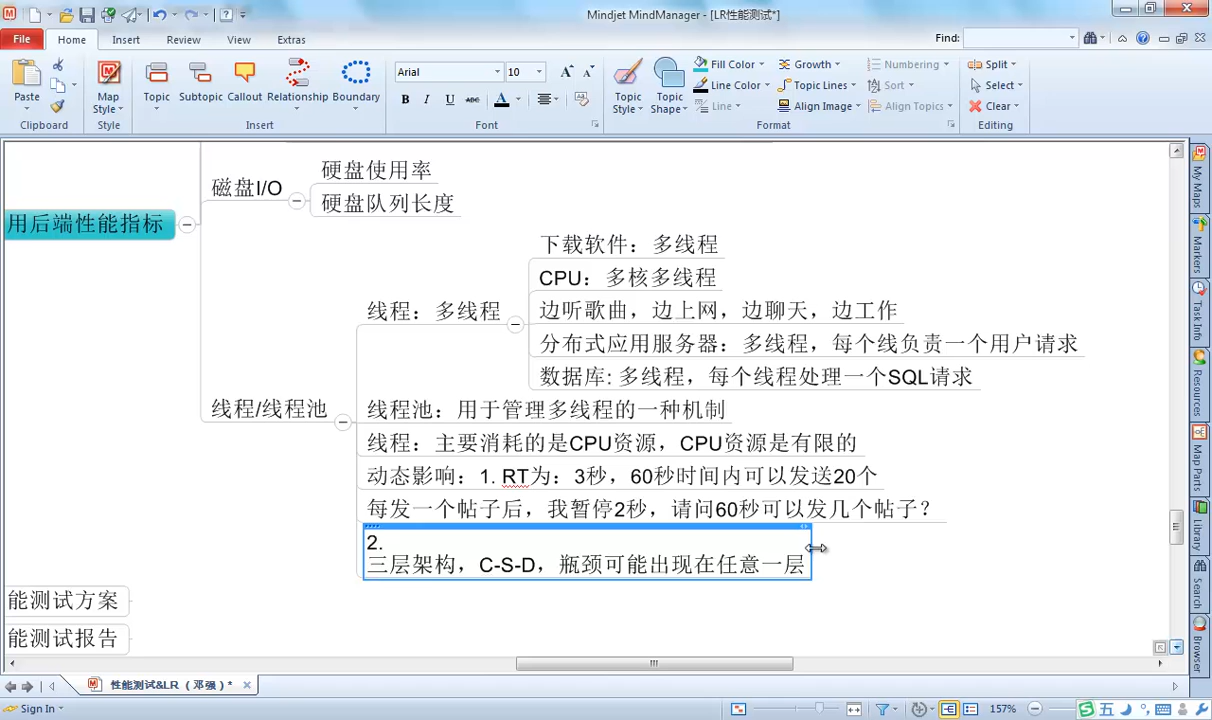 Mindjet MindManager - [LR性能测试*]
File Home Insert Review View Extras
Find:
Paste
Map Style
Topic Subtopic Callout Relationship Boundary
Arial 10
B I U abc A
Topic Style Topic Shape
Fill Color Growth Numbering Split
Line Color Topic Lines Sort Select
Line Align Image Align Topics Clear
Clipboard Style Insert Font Format Editing
用后端性能指标
磁盘I/O
硬盘使用率
硬盘队列长度
线程/线程池
线程：多线程
下载软件：多线程
CPU：多核多线程
边听歌曲，边上网，边聊天，边工作
分布式应用服务器：多线程，每个线负责一个用户请求
数据库: 多线程，每个线程处理一个SQL请求
线程池：用于管理多线程的一种机制
线程：主要消耗的是CPU资源，CPU资源是有限的
动态影响：1. RT为：3秒，60秒时间内可以发送20个
每发一个帖子后，我暂停2秒，请问60秒可以发几个帖子？
2.
三层架构，C-S-D，瓶颈可能出现在任意一层
能测试方案
能测试报告
My Maps
Markers
Task Info
Resources
Map Parts
Library
Search
Browser
性能测试&LR （邓强）*
Sign In
157%
五